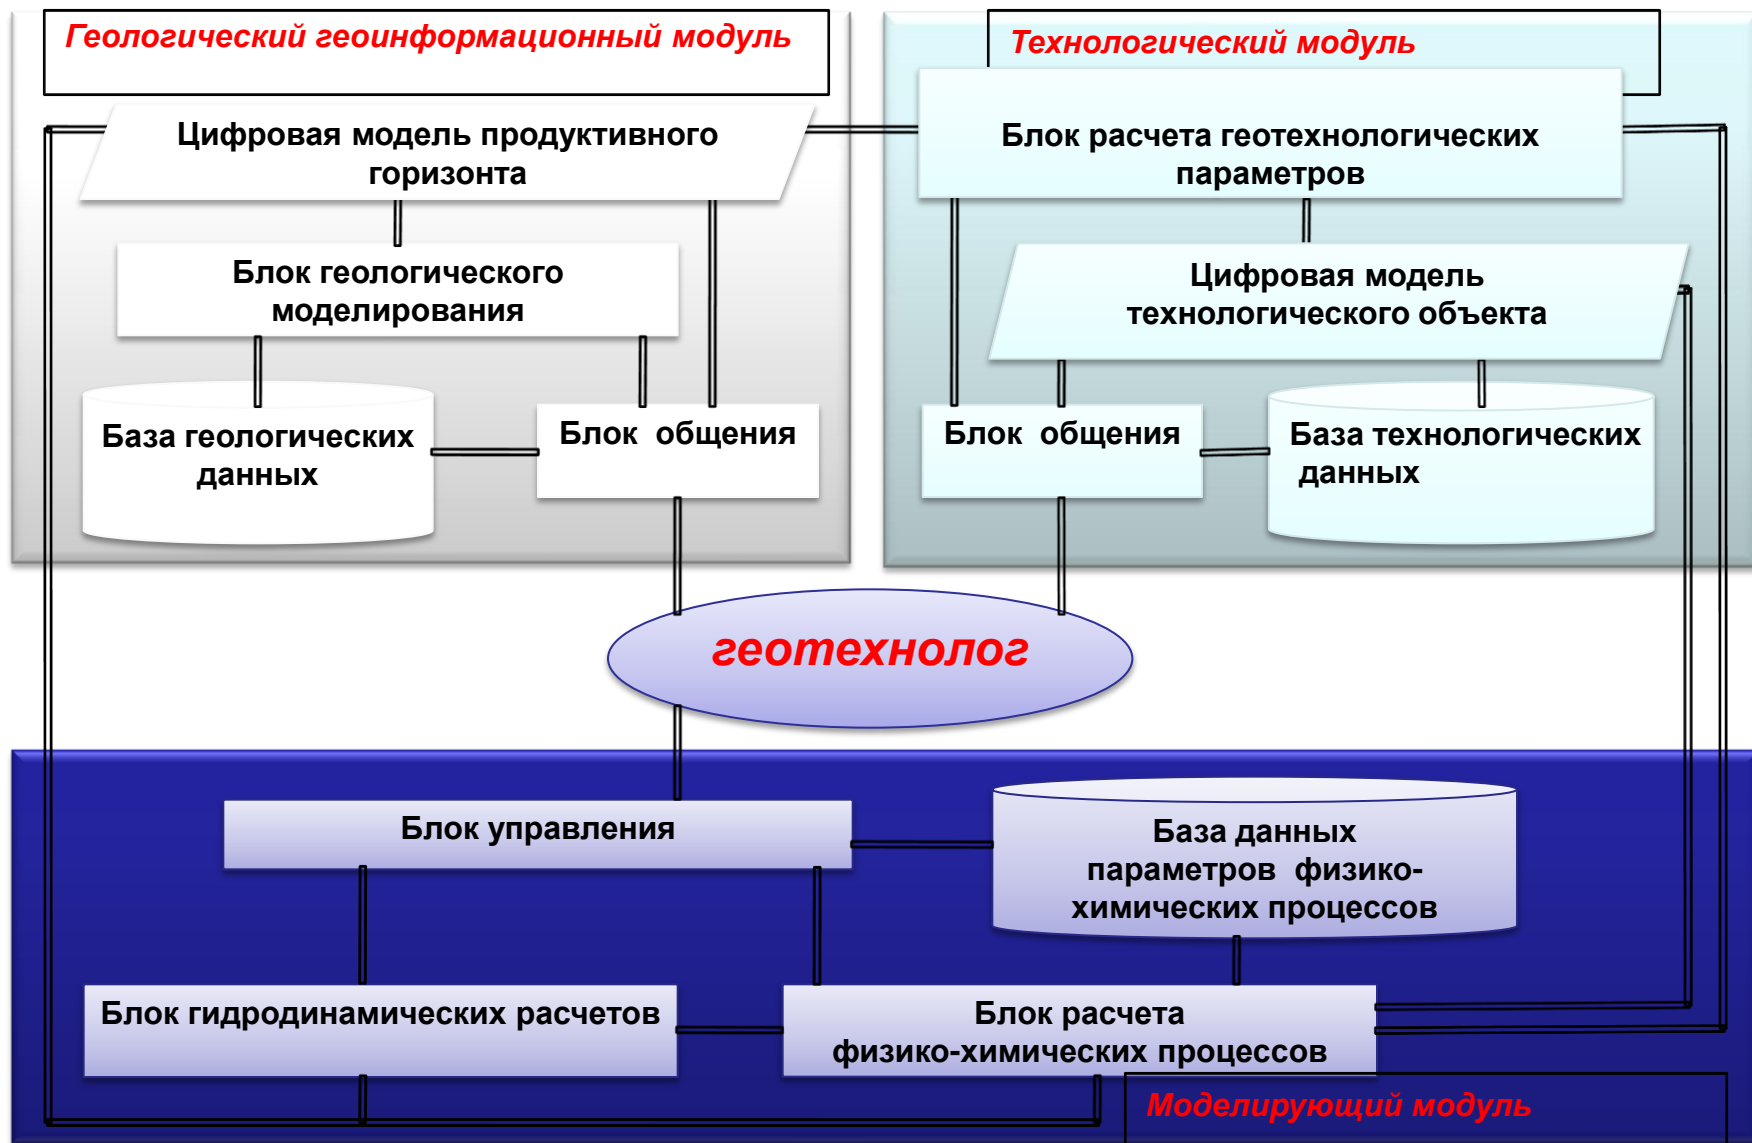 Геологический геоинформационный модуль
Цифровая модель продуктивного
горизонта
Блок геологического
моделирования
База геологических
данных
Блок общения
Технологический модуль
Блок расчета геотехнологических
параметров
Цифровая модель
технологического объекта
Блок общения
База технологических
данных
геотехнолог
Блок управления
База данных
параметров физико-
химических процессов
Блок гидродинамических расчетов
Блок расчета
физико-химических процессов
Моделирующий модуль